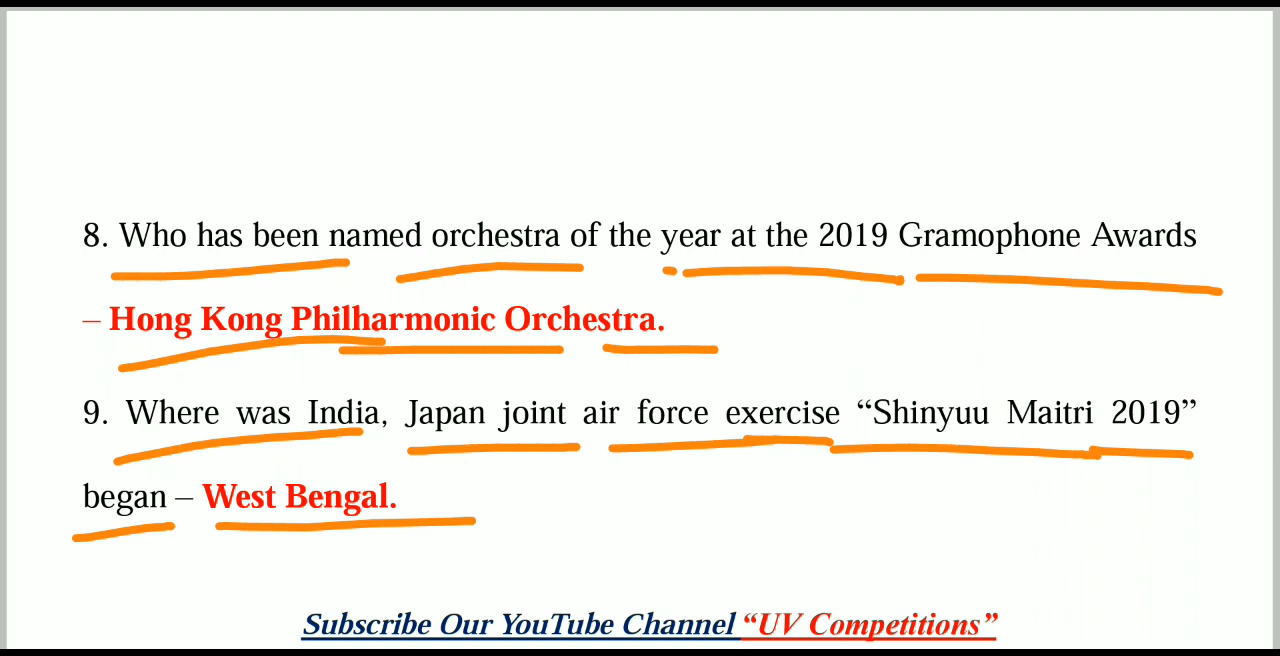 8. Who has been named orchestra of the year at the 2019 Gramophone Awards
– Hong Kong Philharmonic Orchestra.
9. Where was India, Japan joint air force exercise “Shinyuu Maitri 2019”
began – West Bengal.
Subscribe Our YouTube Channel “UV Competitions”